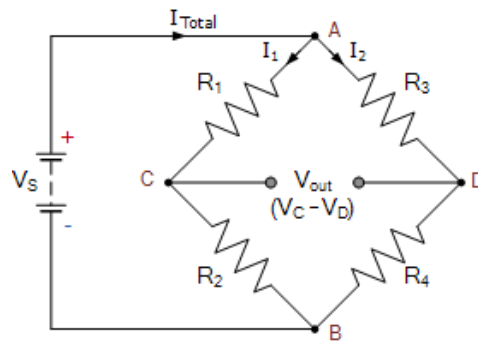 I_Total
A
I₁ I₂
R₁ R₃
+
V_S
C
V_out
D
(V_C – V_D)
-
R₂ R₄
B